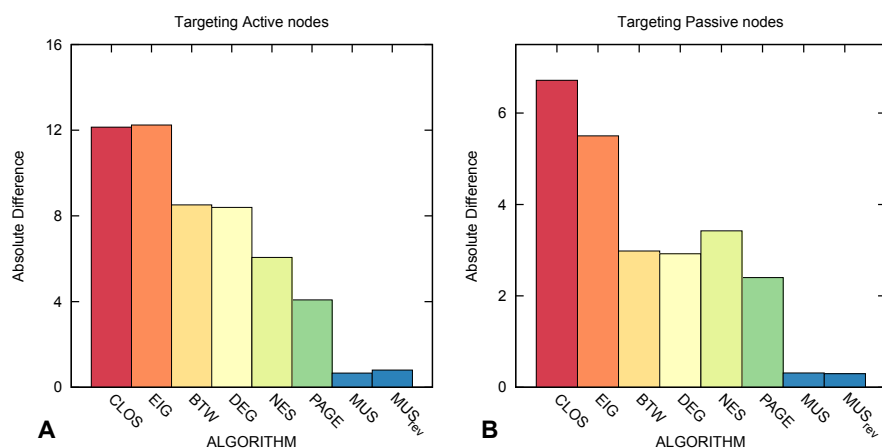 Targeting Active nodes
Absolute Difference
16
12
8
4
0
CLOS
EIG
BTW
DEG
NES
PAGE
MUS
MUSrev
A
ALGORITHM
Targeting Passive nodes
Absolute Difference
6
4
2
0
CLOS
EIG
BTW
DEG
NES
PAGE
MUS
MUSrev
B
ALGORITHM